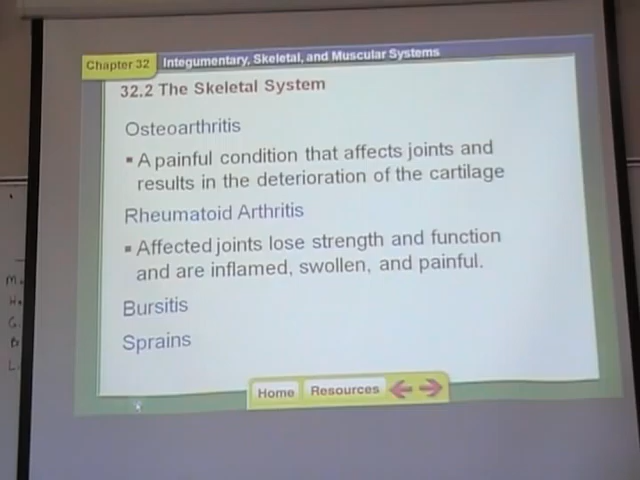 Chapter 32
Integumentary, Skeletal, and Muscular Systems
32.2 The Skeletal System
Osteoarthritis
▪ A painful condition that affects joints and
results in the deterioration of the cartilage
Rheumatoid Arthritis
▪ Affected joints lose strength and function
and are inflamed, swollen, and painful.
Bursitis
Sprains
Home
Resources
M.
H.
G.
B
L.